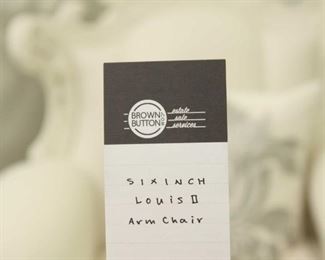 BROWN
BUTTON
estate
sale
services
SIXINCH
Louis II
Arm Chair